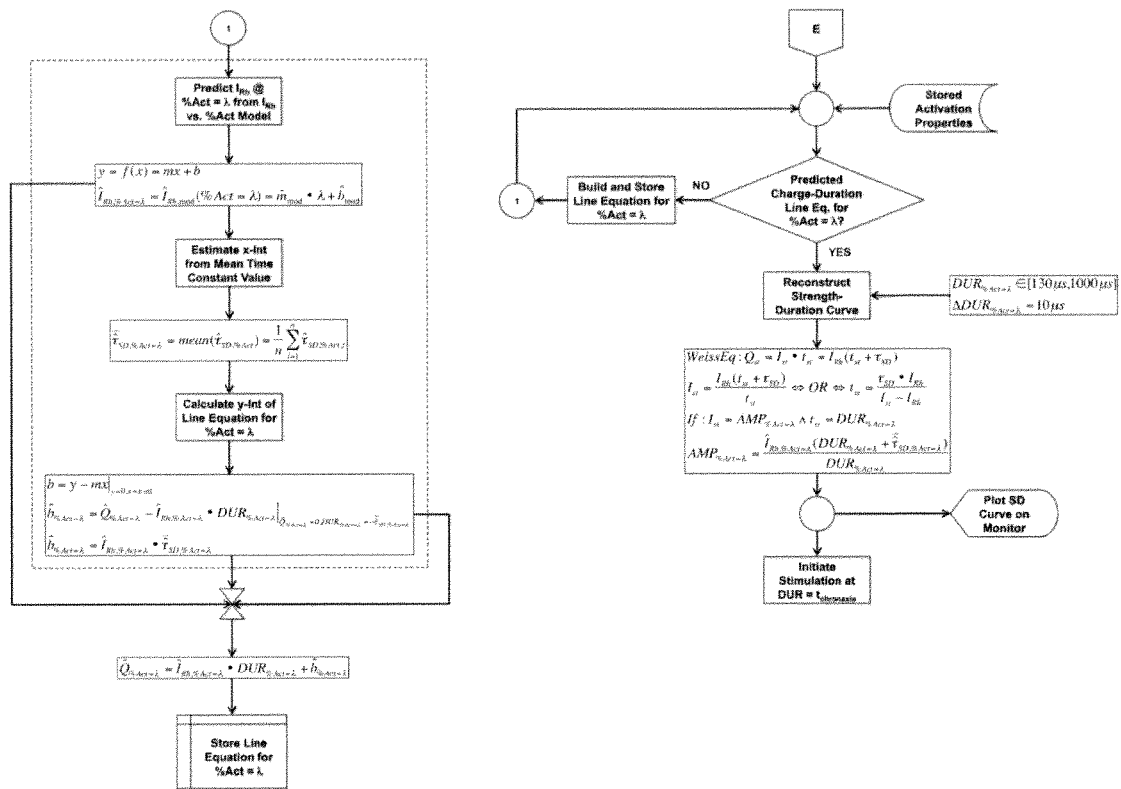 1
Predict I_Rh @
%Act = λ from I_Rh
vs. %Act Model
y = f(x) = mx + b
Î_Rh,%Act=λ = Î_Rh,mod(%Act = λ) = m̂_mod • λ + b̂_mod
Estimate x-Int
from Mean Time
Constant Value
τ̂_SD,%Act=λ = mean(τ̂_SD,%Act) = 1/n Σ τ̂_SD,%Act,i
Calculate y-Int of
Line Equation for
%Act = λ
b = y − mx|
b̂_%Act=λ = Q̂_%Act=λ − Î_Rh,%Act=λ • DUR_%Act=λ|
b̂_%Act=λ = Î_Rh,%Act=λ • τ̂_SD,%Act=λ
Q̂_%Act=λ = Î_Rh,%Act=λ • DUR_%Act=λ + b̂_%Act=λ
Store Line
Equation for
%Act = λ
E
Stored
Activation
Properties
Predicted
Charge-Duration
Line Eq. for
%Act = λ?
NO
Build and Store
Line Equation for
%Act = λ
1
YES
Reconstruct
Strength-
Duration Curve
DUR_%Act=λ ∈ [130μs,1000μs]
ΔDUR_%Act=λ = 10μs
WeissEq : Q_st = I_st • t_st = I_Rh(t_st + τ_SD)
I_st = I_Rh(t_st + τ_SD) / t_st ⇔ OR ⇔ t_st = τ_SD • I_Rh / I_st − I_Rh
If : I_st = AMP_%Act=λ ∧ t_st = DUR_%Act=λ
AMP_%Act=λ = Î_Rh,%Act=λ(DUR_%Act=λ + τ̂_SD,%Act=λ) / DUR_%Act=λ
Plot SD
Curve on
Monitor
Initiate
Stimulation at
DUR = t_chronaxie